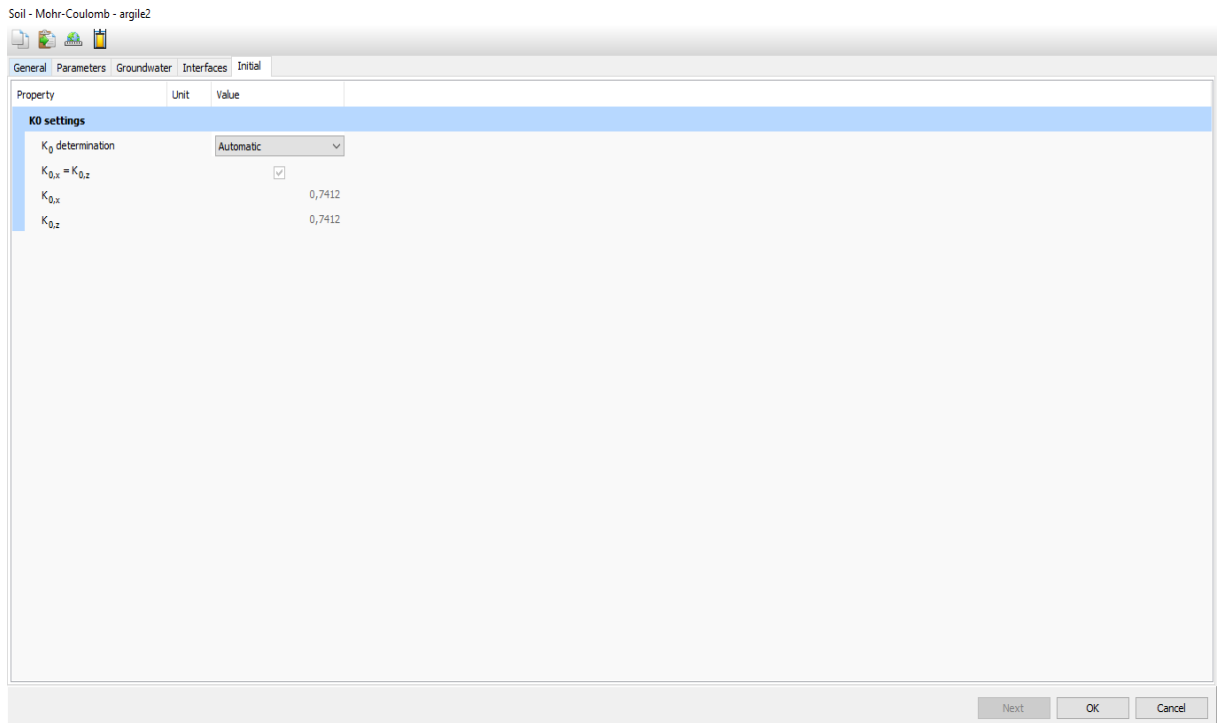 Soil - Mohr-Coulomb - argile2
General Parameters Groundwater Interfaces Initial
Property Unit Value
K0 settings
K0 determination Automatic
K0,x = K0,z
K0,x 0,7412
K0,z 0,7412
Next OK Cancel